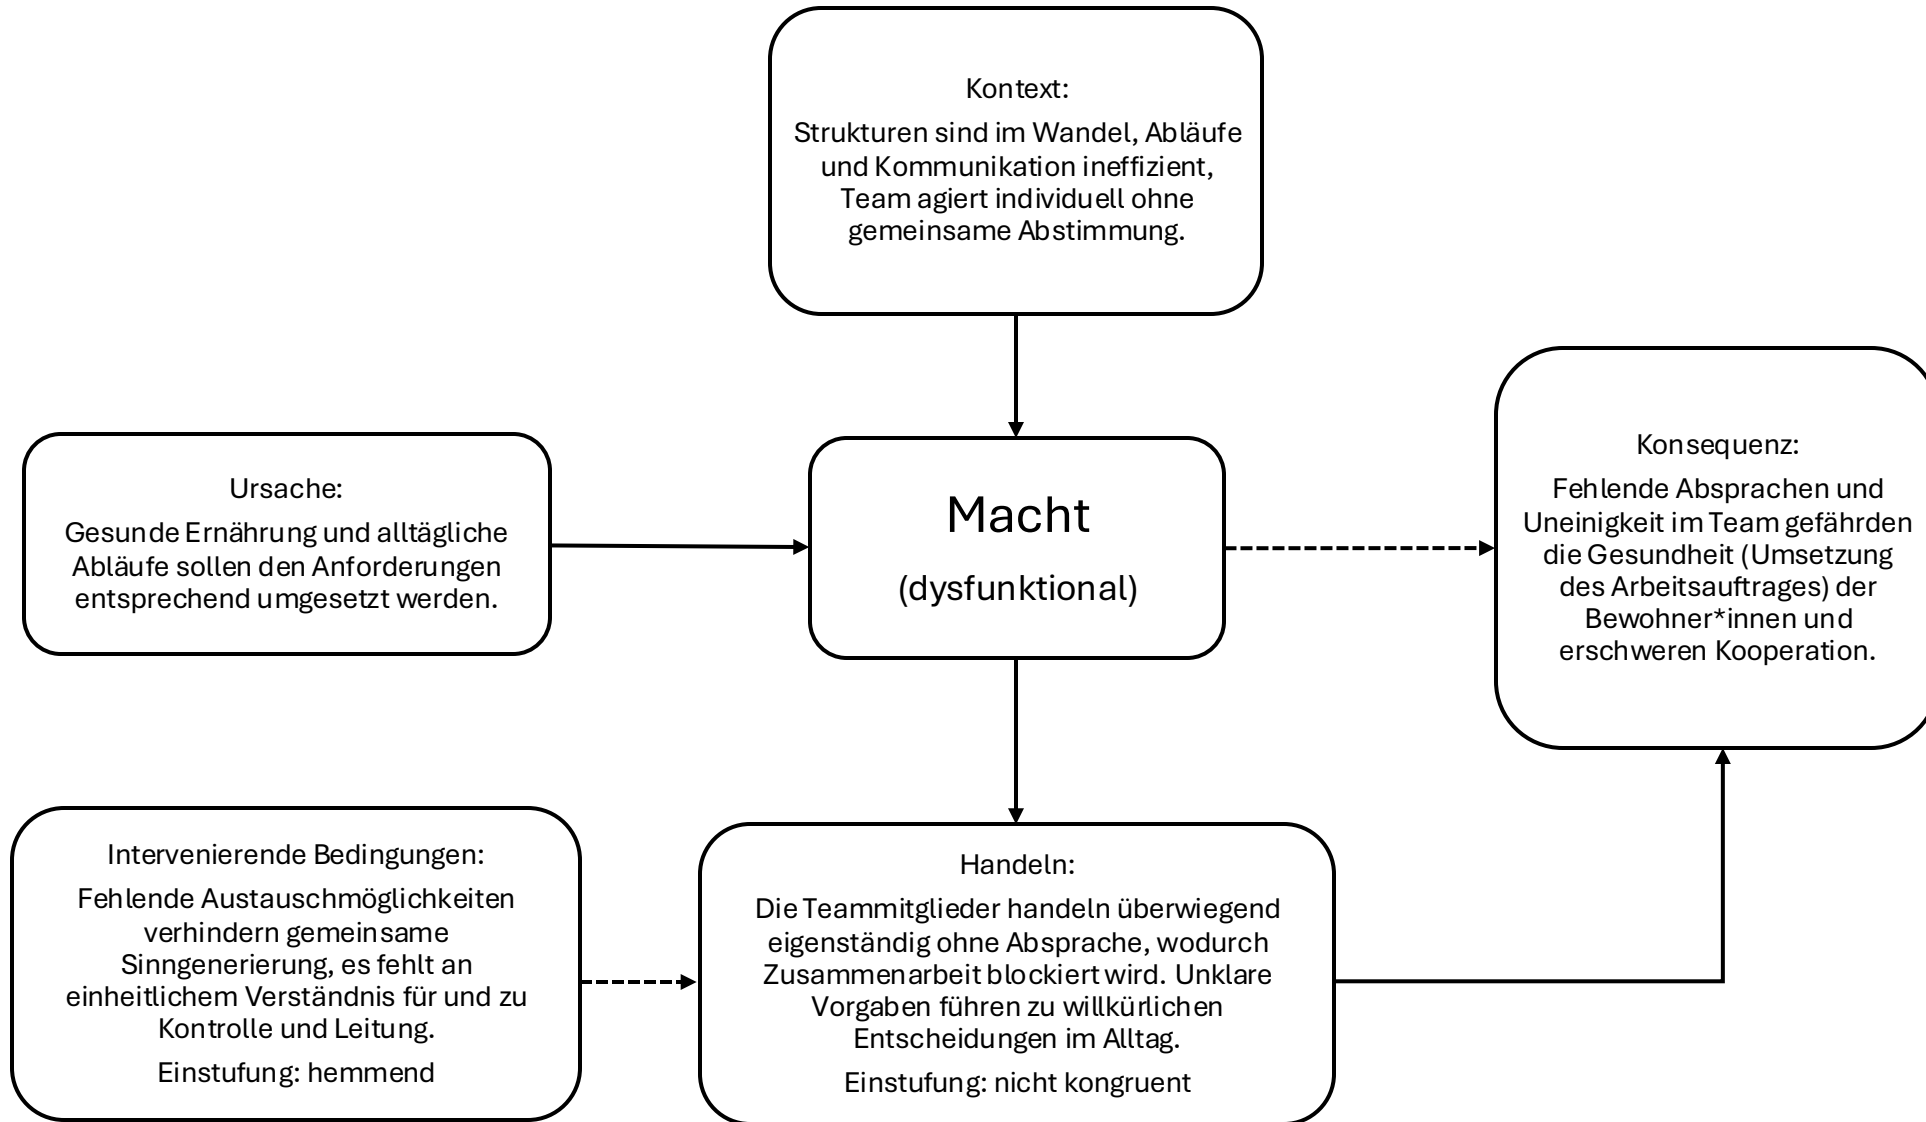 Kontext:
Strukturen sind im Wandel, Abläufe
und Kommunikation ineffizient,
Team agiert individuell ohne
gemeinsame Abstimmung.
Ursache:
Gesunde Ernährung und alltägliche
Abläufe sollen den Anforderungen
entsprechend umgesetzt werden.
Macht
(dysfunktional)
Konsequenz:
Fehlende Absprachen und
Uneinigkeit im Team gefährden
die Gesundheit (Umsetzung
des Arbeitsauftrages) der
Bewohner*innen und
erschweren Kooperation.
Intervenierende Bedingungen:
Fehlende Austauschmöglichkeiten
verhindern gemeinsame
Sinngenerierung, es fehlt an
einheitlichem Verständnis für und zu
Kontrolle und Leitung.
Einstufung: hemmend
Handeln:
Die Teammitglieder handeln überwiegend
eigenständig ohne Absprache, wodurch
Zusammenarbeit blockiert wird. Unklare
Vorgaben führen zu willkürlichen
Entscheidungen im Alltag.
Einstufung: nicht kongruent